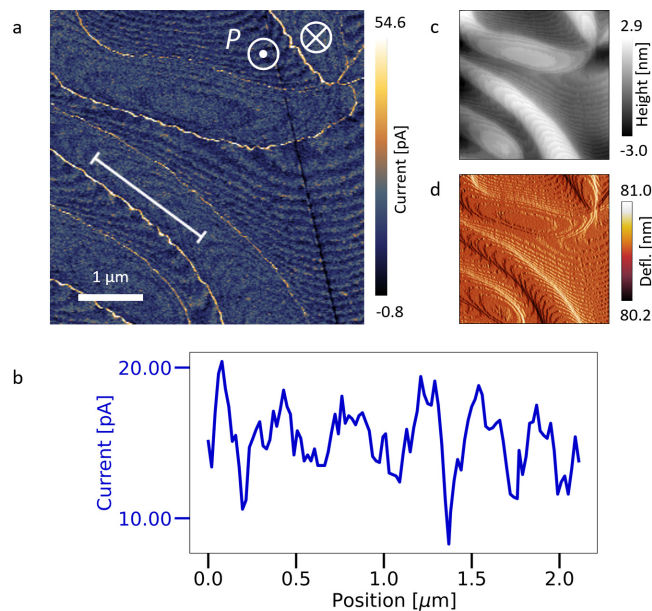 a
P
1 µm
54.6
Current [pA]
-0.8
c
2.9
Height [nm]
-3.0
d
81.0
Defl. [nm]
80.2
b
20.00
10.00
Current [pA]
0.0 0.5 1.0 1.5 2.0
Position [µm]